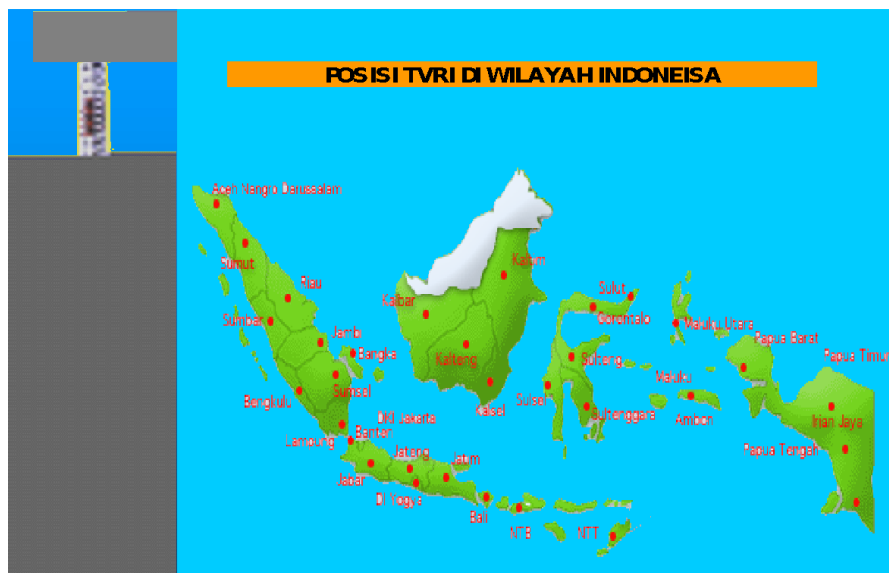 POSISI TVRI DI WILAYAH INDONEISA
Aceh Nangro Darussalam
Sumut
Riau
Sumbar
Jambi
Bangka
Sumsel
Bengkulu
Lampung
Banten
DKI Jakarta
Jabar
Jateng
Jatim
DI Yogya
Bali
NTB
NTT
Kalbar
Kaltim
Kalteng
Kalsel
Sulut
Gorontalo
Sulteng
Sulsel
Sultenggara
Maluku Utara
Maluku
Ambon
Papua Barat
Papua Timur
Irian Jaya
Papua Tengah